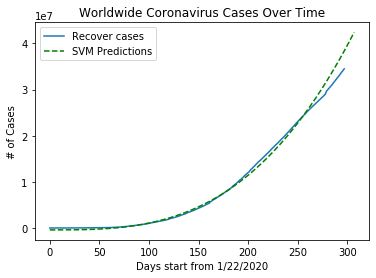 Worldwide Coronavirus Cases Over Time
1e7
Recover cases
SVM Predictions
4
3
2
1
0
# of Cases
0 50 100 150 200 250 300
Days start from 1/22/2020